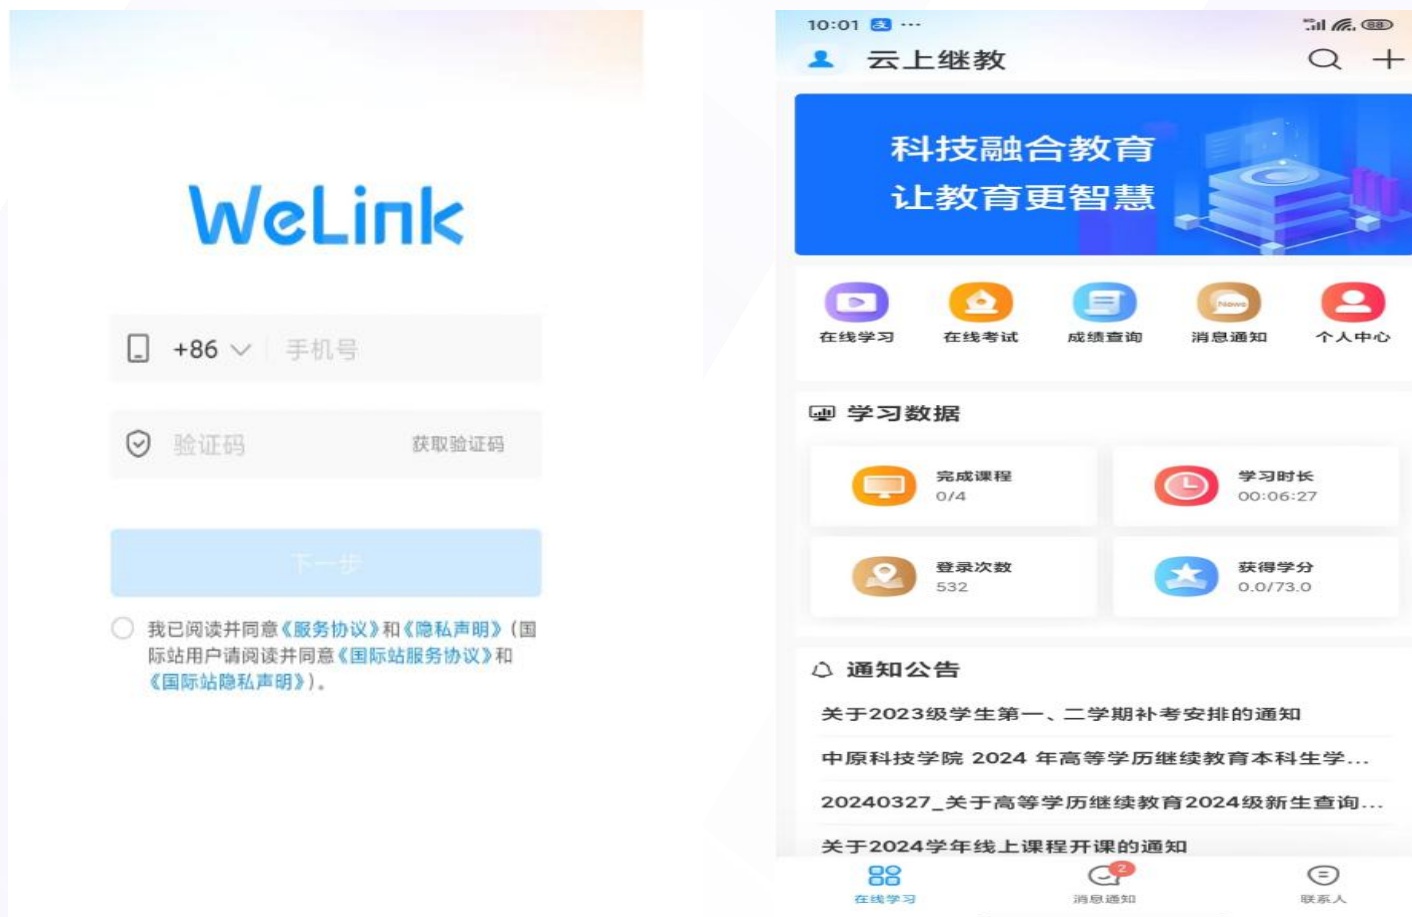 WeLink
+86 手机号
验证码 获取验证码
下一步
我已阅读并同意《服务协议》和《隐私声明》(国
际站用户请阅读并同意《国际站服务协议》和
《国际站隐私声明》)。
10:01 支 ··· 88
云上继教
科技融合教育
让教育更智慧
News
在线学习 在线考试 成绩查询 消息通知 个人中心
学习数据
完成课程 学习时长
0/4 00:06:27
登录次数 获得学分
532 0.0/73.0
通知公告
关于2023级学生第一、二学期补考安排的通知
中原科技学院 2024 年高等学历继续教育本科生学...
20240327_关于高等学历继续教育2024级新生查询...
关于2024学年线上课程开课的通知
2
在线学习 消息通知 联系人